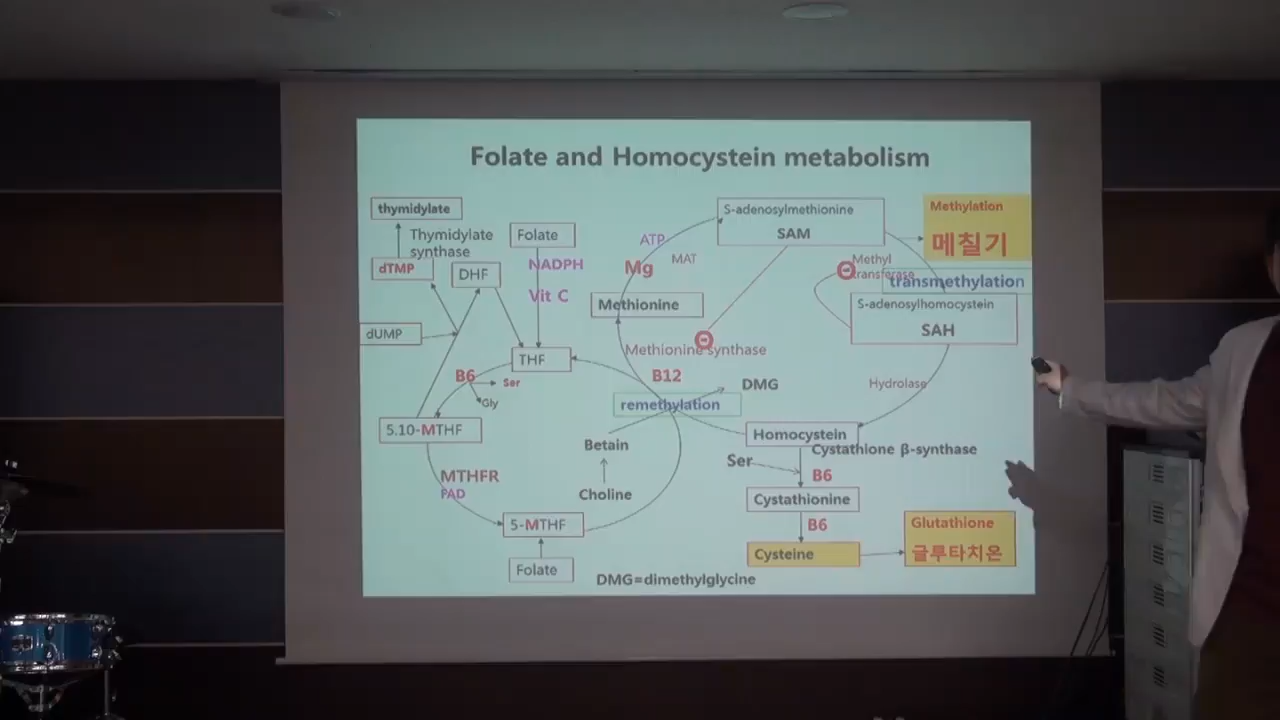 Folate and Homocystein metabolism
thymidylate
Thymidylate
synthase
dTMP
DHF
dUMP
Folate
NADPH
Vit C
THF
B6
Ser
Gly
5.10-MTHF
MTHFR
FAD
5-MTHF
Folate
ATP
Mg
MAT
Methionine
S-adenosylmethionine
SAM
Methylation
메칠기
Methyl
transferase
transmethylation
S-adenosylhomocystein
SAH
Methionine synthase
B12
remethylation
DMG
Hydrolase
Betain
Choline
Homocystein
Cystathione β-synthase
Ser
B6
Cystathionine
B6
Cysteine
Glutathione
글루타치온
DMG=dimethylglycine